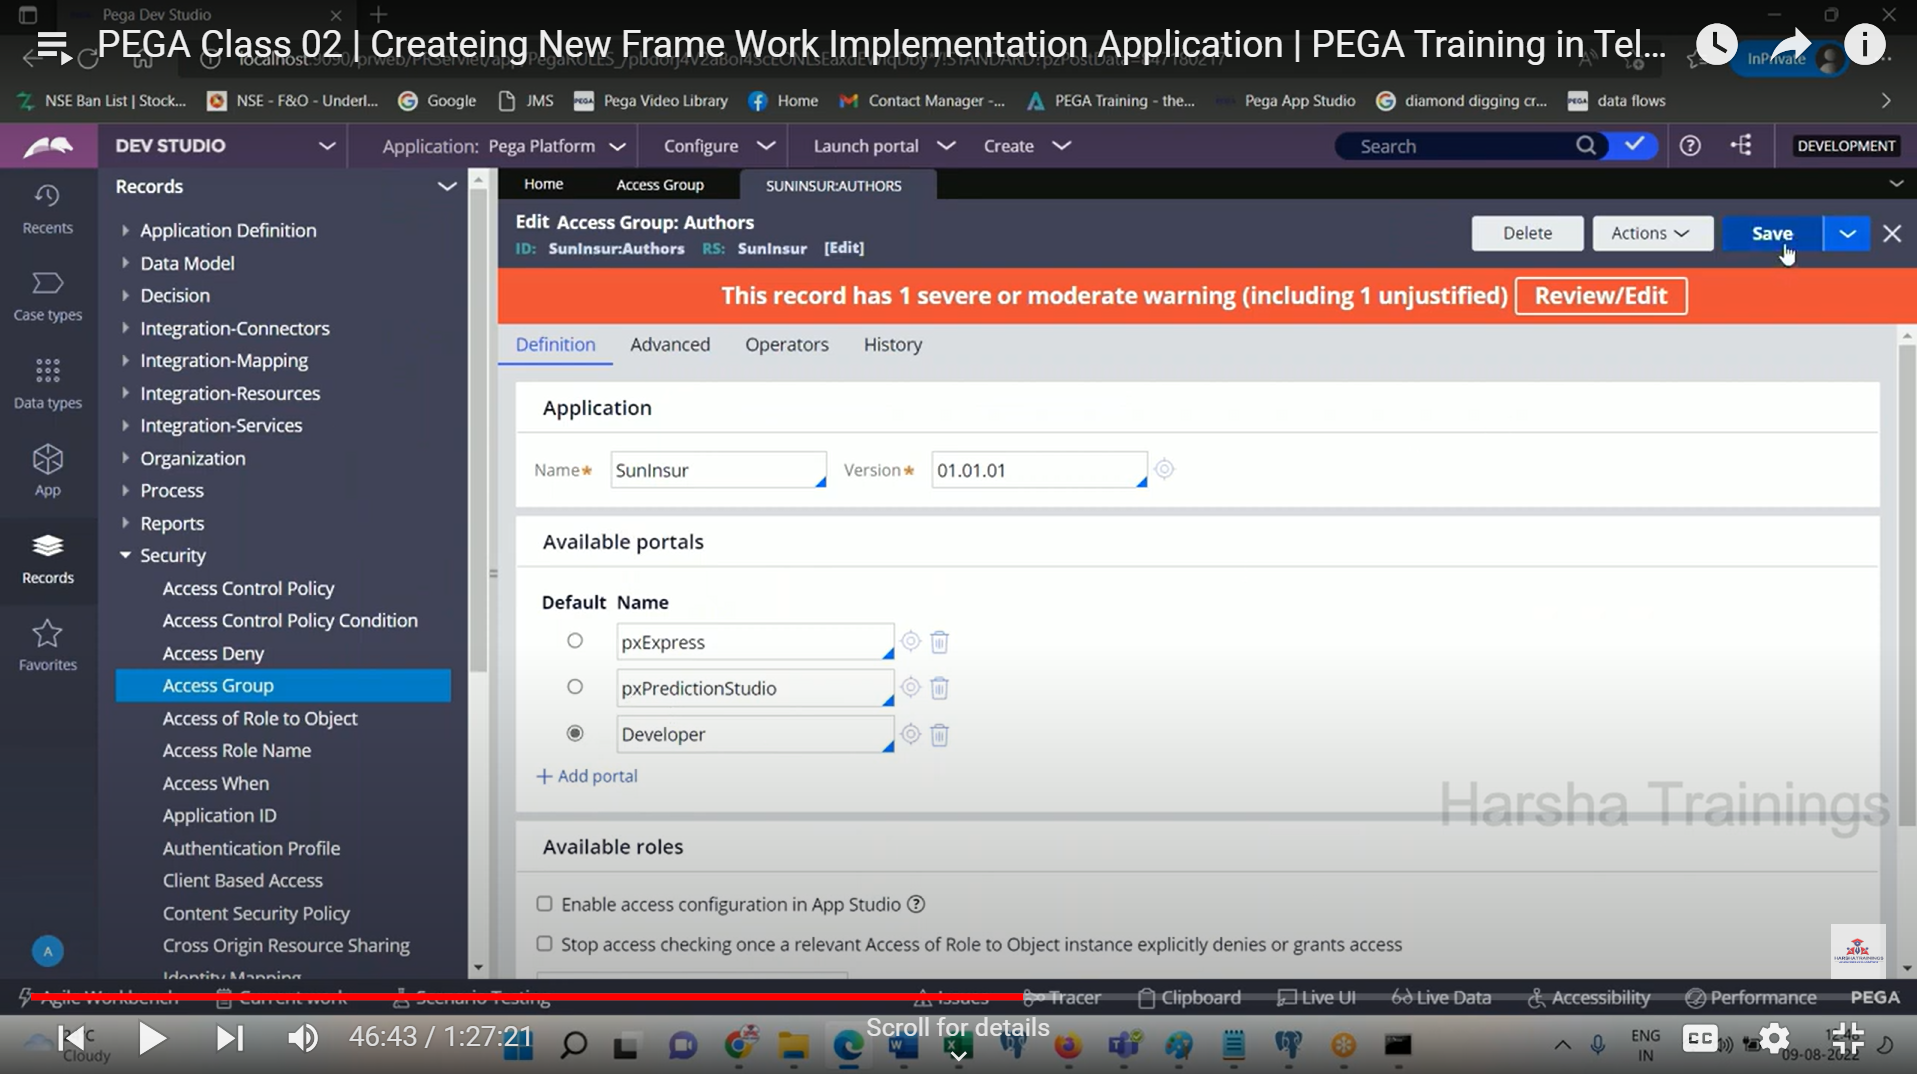 Pega Dev Studio
PEGA Class 02 | Createing New Frame Work Implementation Application | PEGA Training in Tel...
InPrivate
NSE Ban List | Stock...
NSE - F&O - Underl...
Google
JMS
Pega Video Library
Home
Contact Manager -...
PEGA Training - the...
Pega App Studio
diamond digging cr...
data flows
DEV STUDIO
Application: Pega Platform
Configure
Launch portal
Create
Search
DEVELOPMENT
Recents
Case types
Data types
App
Records
Favorites
A
Records
Application Definition
Data Model
Decision
Integration-Connectors
Integration-Mapping
Integration-Resources
Integration-Services
Organization
Process
Reports
Security
Access Control Policy
Access Control Policy Condition
Access Deny
Access Group
Access of Role to Object
Access Role Name
Access When
Application ID
Authentication Profile
Client Based Access
Content Security Policy
Cross Origin Resource Sharing
Identity Mapping
Home
Access Group
SUNINSUR:AUTHORS
Edit Access Group: Authors
ID: SunInsur:Authors RS: SunInsur [Edit]
Delete
Actions
Save
This record has 1 severe or moderate warning (including 1 unjustified)
Review/Edit
Definition
Advanced
Operators
History
Application
Name* SunInsur
Version* 01.01.01
Available portals
Default Name
pxExpress
pxPredictionStudio
Developer
+ Add portal
Harsha Trainings
Available roles
Enable access configuration in App Studio
Stop access checking once a relevant Access of Role to Object instance explicitly denies or grants access
HARSHA TRAININGS
Agile Workbench
Current work
Scenario Testing
Issues
Tracer
Clipboard
Live UI
Live Data
Accessibility
Performance
PEGA
46:43 / 1:27:21
Scroll for details
Cloudy
ENG
IN
CC
09-08-2022